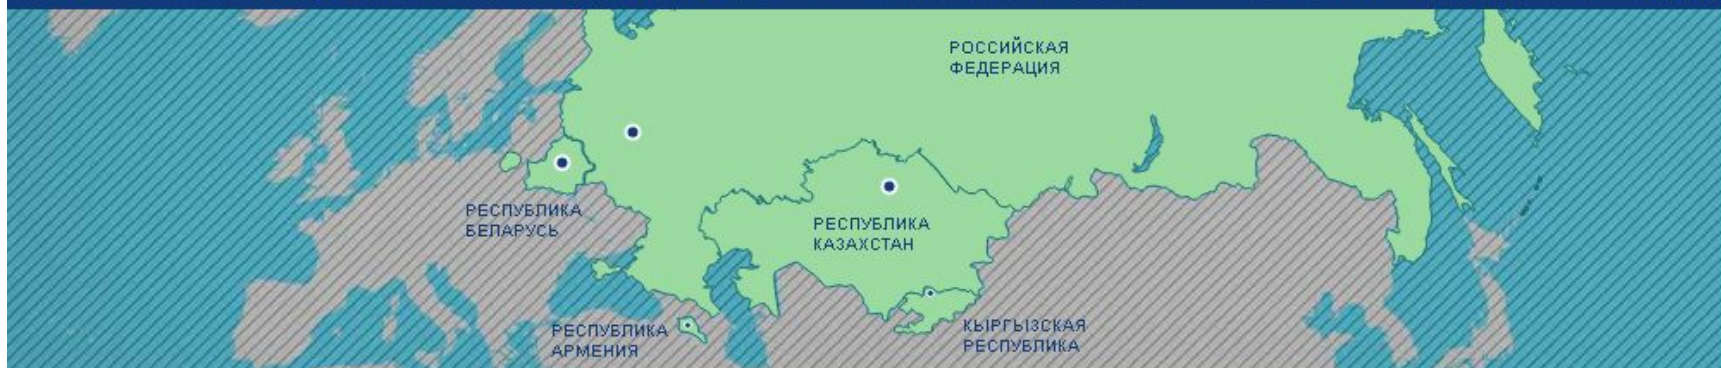 РОССИЙСКАЯ
ФЕДЕРАЦИЯ
РЕСПУБЛИКА
БЕЛАРУСЬ
РЕСПУБЛИКА
КАЗАХСТАН
РЕСПУБЛИКА
АРМЕНИЯ
КЫРГЫЗСКАЯ
РЕСПУБЛИКА